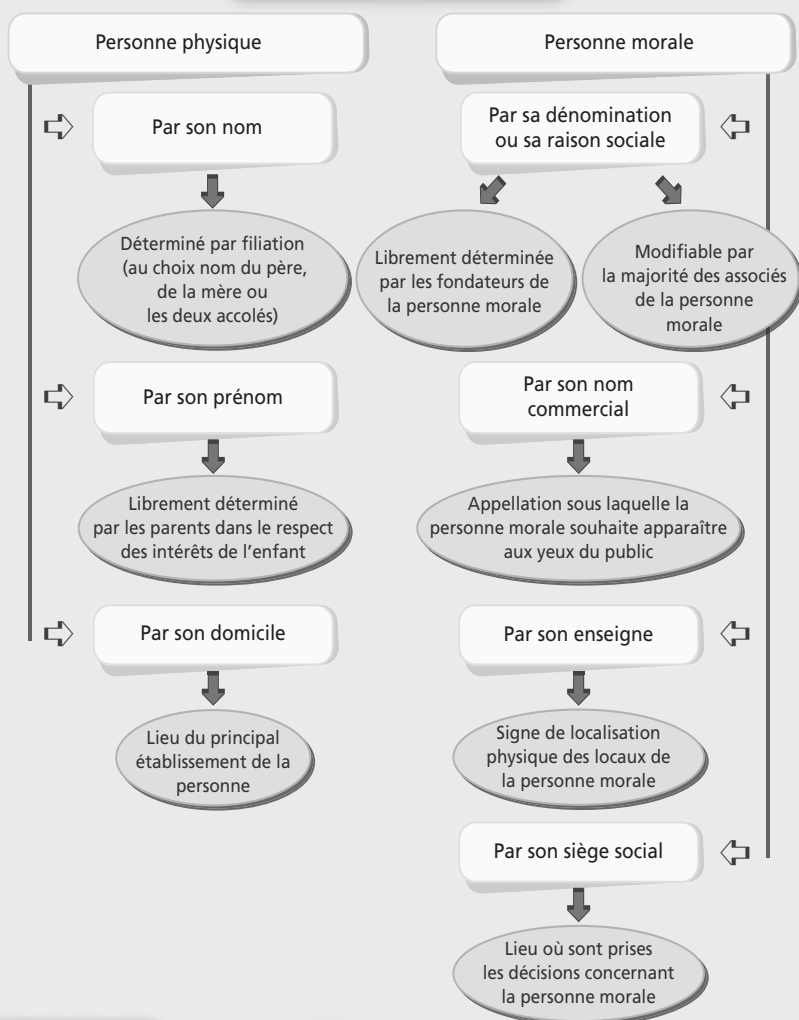 Personne physique
Par son nom
Déterminé par filiation
(au choix nom du père,
de la mère ou
les deux accolés)
Par son prénom
Librement déterminé
par les parents dans le respect
des intérêts de l'enfant
Par son domicile
Lieu du principal
établissement de la
personne
Personne morale
Par sa dénomination
ou sa raison sociale
Librement déterminée
par les fondateurs de
la personne morale
Modifiable par
la majorité des associés
de la personne
morale
Par son nom
commercial
Appellation sous laquelle la
personne morale souhaite apparaître
aux yeux du public
Par son enseigne
Signe de localisation
physique des locaux de
la personne morale
Par son siège social
Lieu où sont prises
les décisions concernant
la personne morale